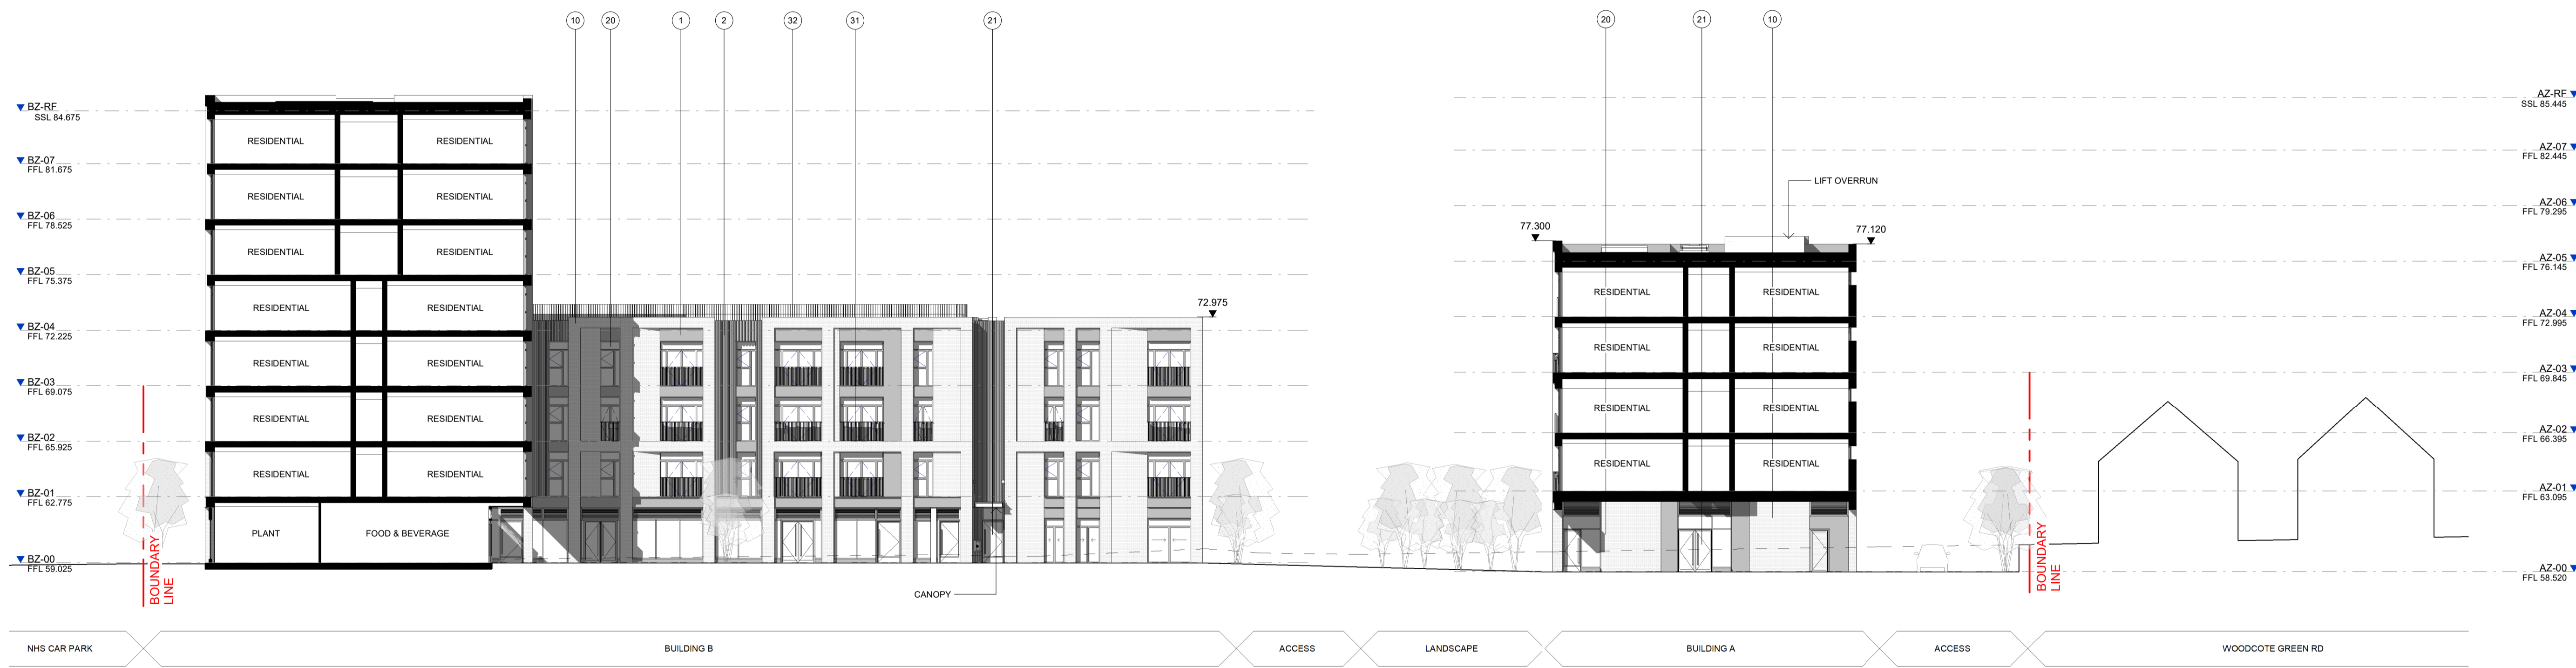 10
20
1
2
32
31
21
20
21
10
BZ-RF
SSL 84.675
BZ-07
FFL 81.675
BZ-06
FFL 78.525
BZ-05
FFL 75.375
BZ-04
FFL 72.225
BZ-03
FFL 69.075
BZ-02
FFL 65.925
BZ-01
FFL 62.775
BZ-00
FFL 59.025
BOUNDARY
LINE
RESIDENTIAL
RESIDENTIAL
RESIDENTIAL
RESIDENTIAL
RESIDENTIAL
RESIDENTIAL
RESIDENTIAL
RESIDENTIAL
RESIDENTIAL
RESIDENTIAL
RESIDENTIAL
RESIDENTIAL
RESIDENTIAL
RESIDENTIAL
PLANT
FOOD & BEVERAGE
72.975
CANOPY
77.300
LIFT OVERRUN
77.120
RESIDENTIAL
RESIDENTIAL
RESIDENTIAL
RESIDENTIAL
RESIDENTIAL
RESIDENTIAL
RESIDENTIAL
RESIDENTIAL
BOUNDARY
LINE
AZ-RF
SSL 85.445
AZ-07
FFL 82.445
AZ-06
FFL 79.295
AZ-05
FFL 76.145
AZ-04
FFL 72.995
AZ-03
FFL 69.845
AZ-02
FFL 66.395
AZ-01
FFL 63.095
AZ-00
FFL 58.520
NHS CAR PARK
BUILDING B
ACCESS
LANDSCAPE
BUILDING A
ACCESS
WOODCOTE GREEN RD